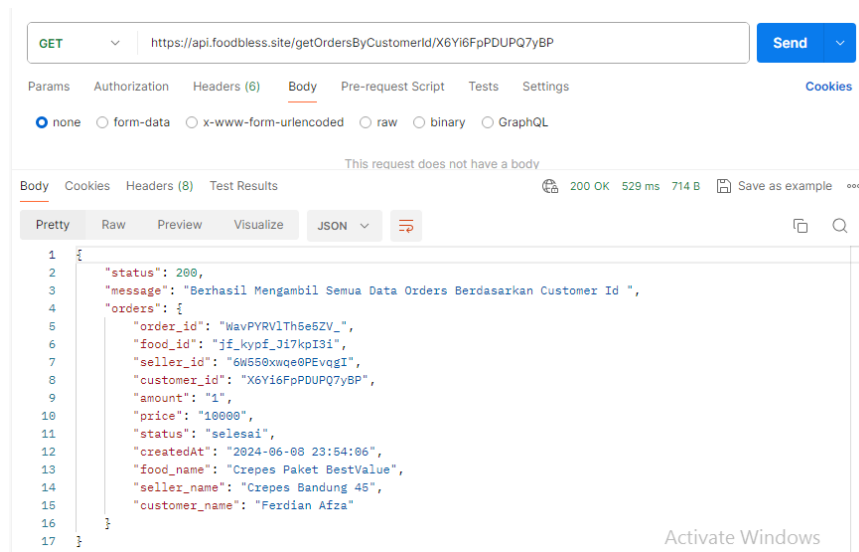 GET https://api.foodbless.site/getOrdersByCustomerId/X6Yi6FpPDUPQ7yBP Send
Params Authorization Headers (6) Body Pre-request Script Tests Settings Cookies
none form-data x-www-form-urlencoded raw binary GraphQL
This request does not have a body
Body Cookies Headers (8) Test Results 200 OK 529 ms 714 B Save as example
Pretty Raw Preview Visualize JSON
1 {
2 "status": 200,
3 "message": "Berhasil Mengambil Semua Data Orders Berdasarkan Customer Id ",
4 "orders": {
5 "order_id": "WavPYRVlTh5e5ZV_",
6 "food_id": "jf_kypf_Ji7kpI3i",
7 "seller_id": "6W550xwqe0PEvqgI",
8 "customer_id": "X6Yi6FpPDUPQ7yBP",
9 "amount": "1",
10 "price": "10000",
11 "status": "selesai",
12 "createdAt": "2024-06-08 23:54:06",
13 "food_name": "Crepes Paket BestValue",
14 "seller_name": "Crepes Bandung 45",
15 "customer_name": "Ferdian Afza"
16 }
17 }
Activate Windows